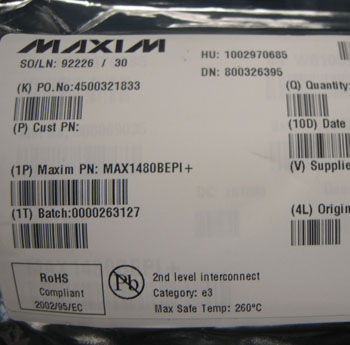 MAXIM
SO/LN: 92226 / 30
HU: 1002970685
DN: 800326395
(K) PO.No:4500321833
(Q) Quantity:
(P) Cust PN:
(10D) Date
(1P) Maxim PN: MAX1480BEPI+
(V) Supplie
(1T) Batch:0000263127
(4L) Origin
RoHS
Compliant
2002/95/EC
Pb
2nd level interconnect
Category: e3
Max Safe Temp: 260°C